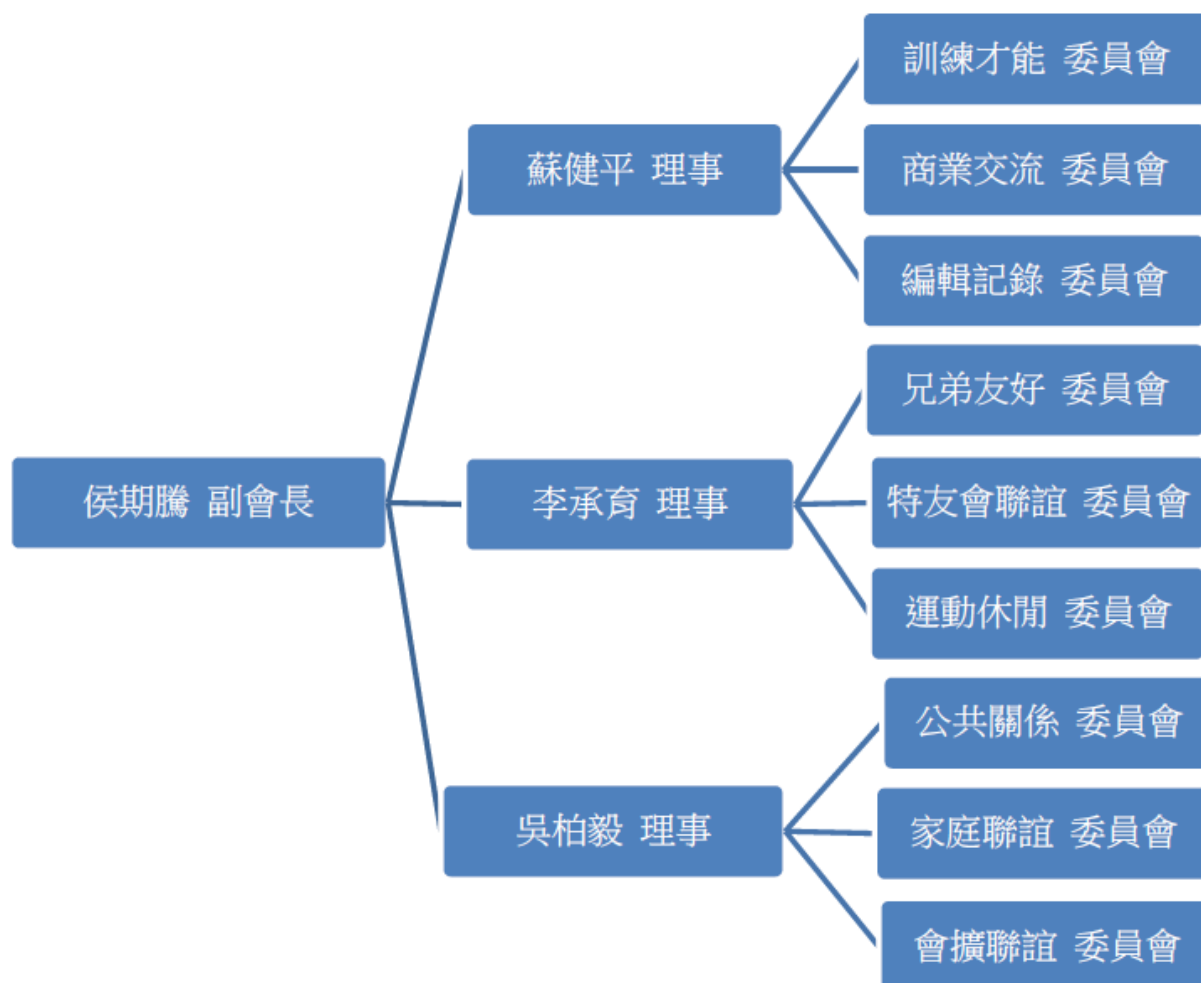 侯期騰 副會長
蘇健平 理事
訓練才能 委員會
商業交流 委員會
編輯記錄 委員會
李承育 理事
兄弟友好 委員會
特友會聯誼 委員會
運動休閒 委員會
吳柏毅 理事
公共關係 委員會
家庭聯誼 委員會
會擴聯誼 委員會